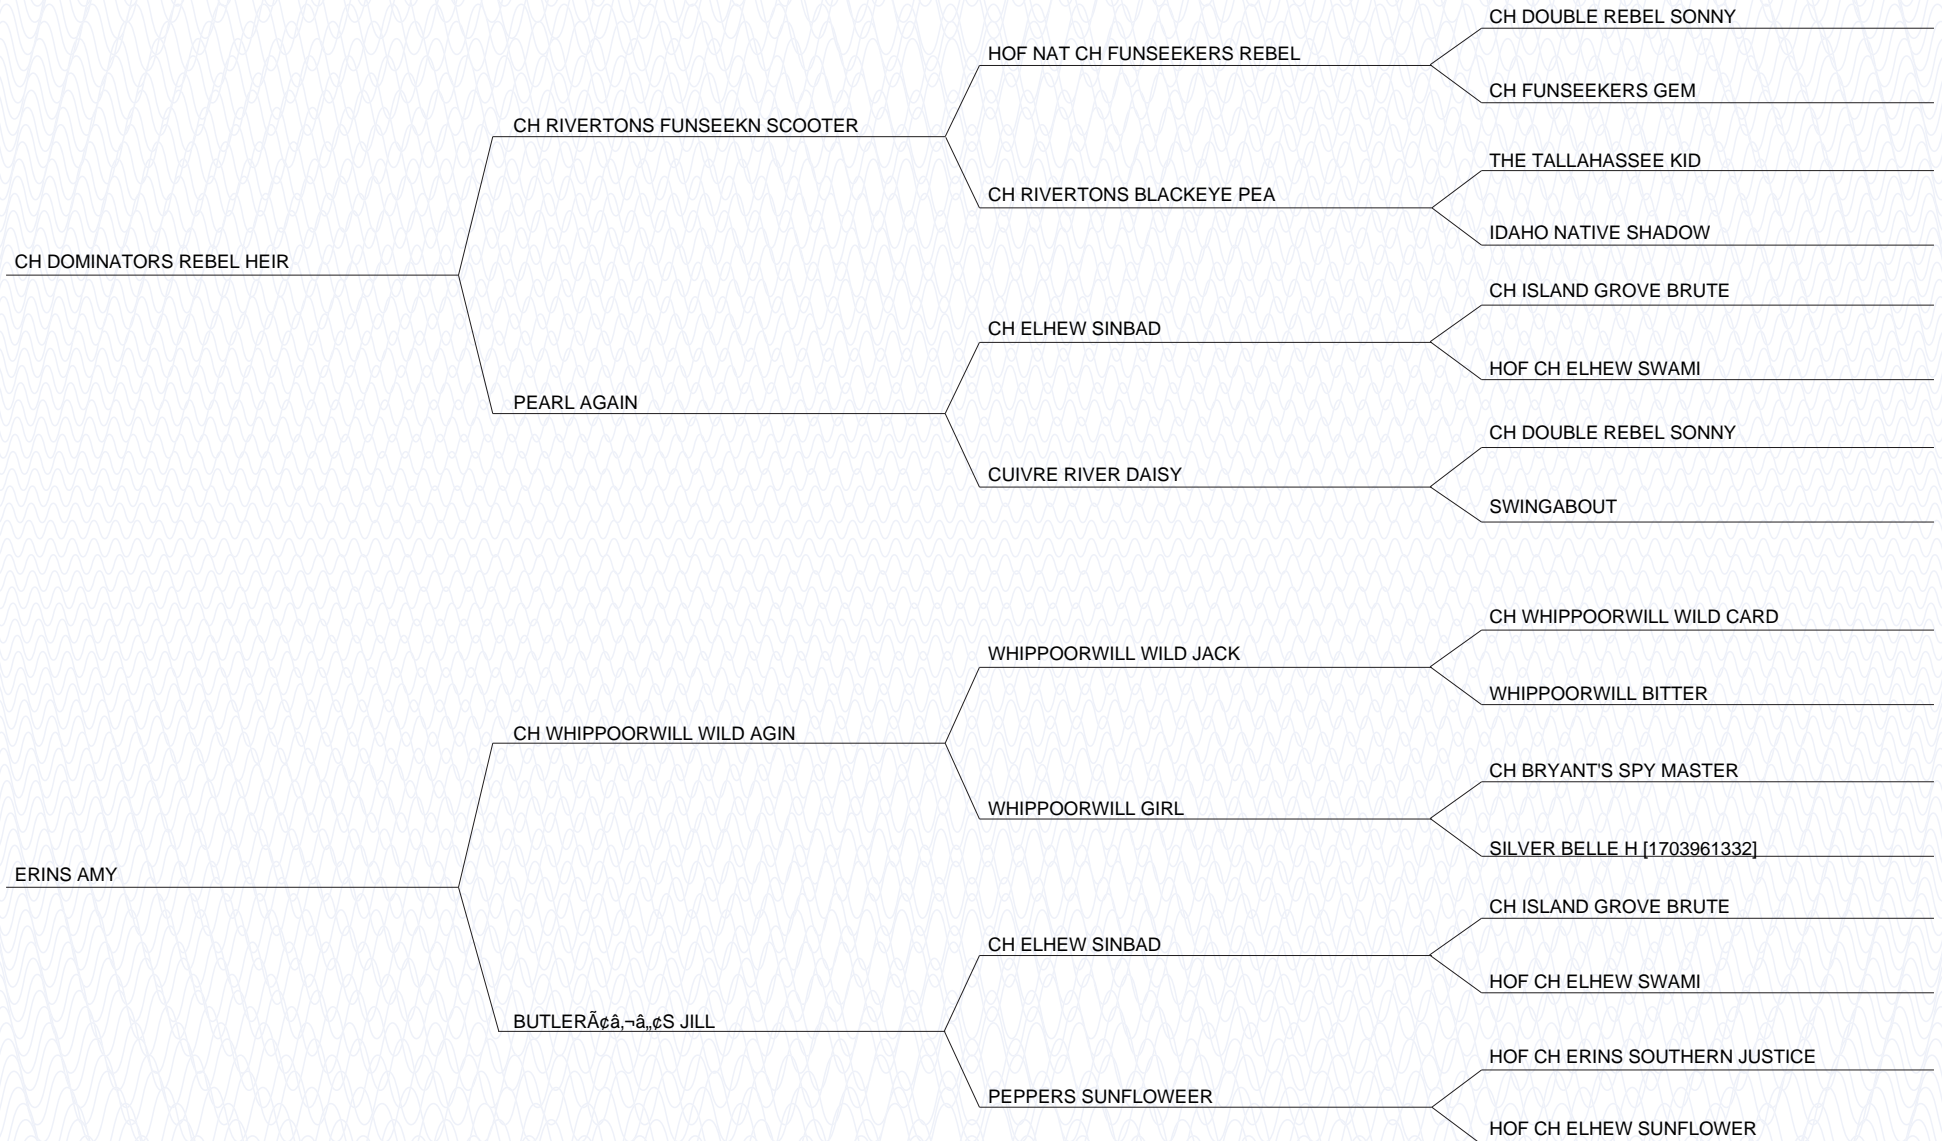 CH DOUBLE REBEL SONNY
HOF NAT CH FUNSEEKERS REBEL
CH FUNSEEKERS GEM
CH RIVERTONS FUNSEEKN SCOOTER
THE TALLAHASSEE KID
CH RIVERTONS BLACKEYE PEA
IDAHO NATIVE SHADOW
CH DOMINATORS REBEL HEIR
CH ISLAND GROVE BRUTE
CH ELHEW SINBAD
HOF CH ELHEW SWAMI
PEARL AGAIN
CH DOUBLE REBEL SONNY
CUIVRE RIVER DAISY
SWINGABOUT
CH WHIPPOORWILL WILD CARD
WHIPPOORWILL WILD JACK
WHIPPOORWILL BITTER
CH WHIPPOORWILL WILD AGIN
CH BRYANT'S SPY MASTER
WHIPPOORWILL GIRL
SILVER BELLE H [1703961332]
ERINS AMY
CH ISLAND GROVE BRUTE
CH ELHEW SINBAD
HOF CH ELHEW SWAMI
BUTLERÃ¢â‚¬â„¢S JILL
HOF CH ERINS SOUTHERN JUSTICE
PEPPERS SUNFLOWEER
HOF CH ELHEW SUNFLOWER